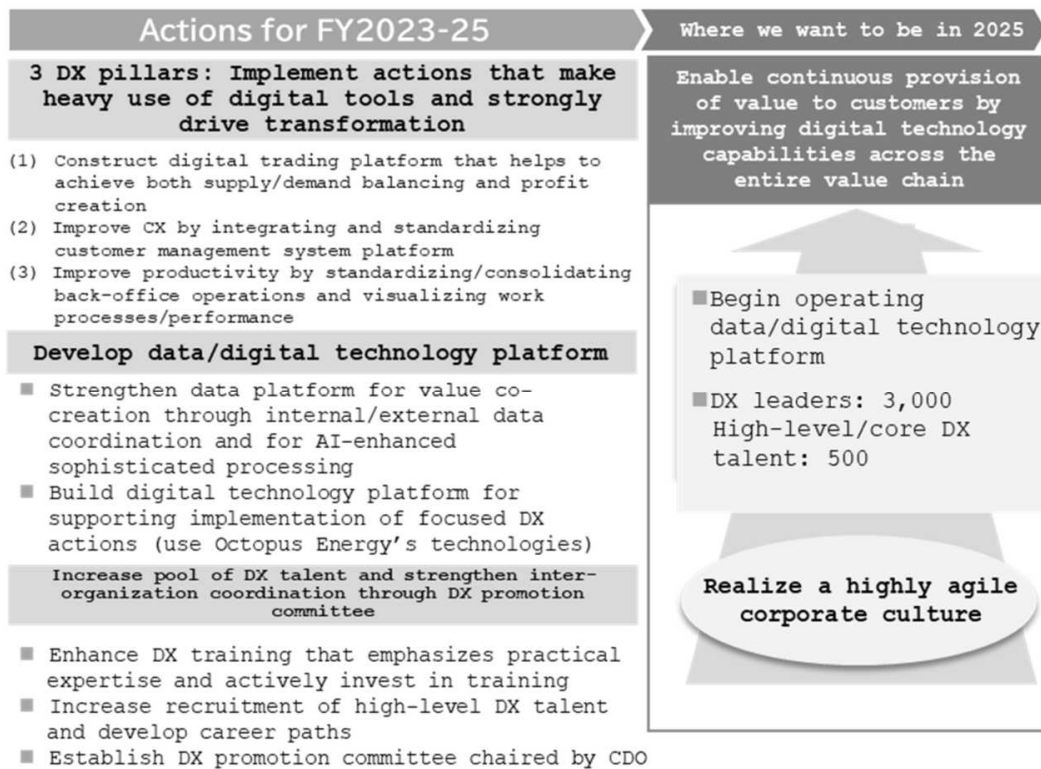 Actions for FY2023-25
3 DX pillars: Implement actions that make
heavy use of digital tools and strongly
drive transformation
(1) Construct digital trading platform that helps to
achieve both supply/demand balancing and profit
creation
(2) Improve CX by integrating and standardizing
customer management system platform
(3) Improve productivity by standardizing/consolidating
back-office operations and visualizing work
processes/performance
Develop data/digital technology platform
■ Strengthen data platform for value co-
creation through internal/external data
coordination and for AI-enhanced
sophisticated processing
■ Build digital technology platform for
supporting implementation of focused DX
actions (use Octopus Energy's technologies)
Increase pool of DX talent and strengthen inter-
organization coordination through DX promotion
committee
■ Enhance DX training that emphasizes practical
expertise and actively invest in training
■ Increase recruitment of high-level DX talent
and develop career paths
■ Establish DX promotion committee chaired by CDO
Where we want to be in 2025
Enable continuous provision
of value to customers by
improving digital technology
capabilities across the
entire value chain
■Begin operating
data/digital technology
platform
■DX leaders: 3,000
High-level/core DX
talent: 500
Realize a highly agile
corporate culture